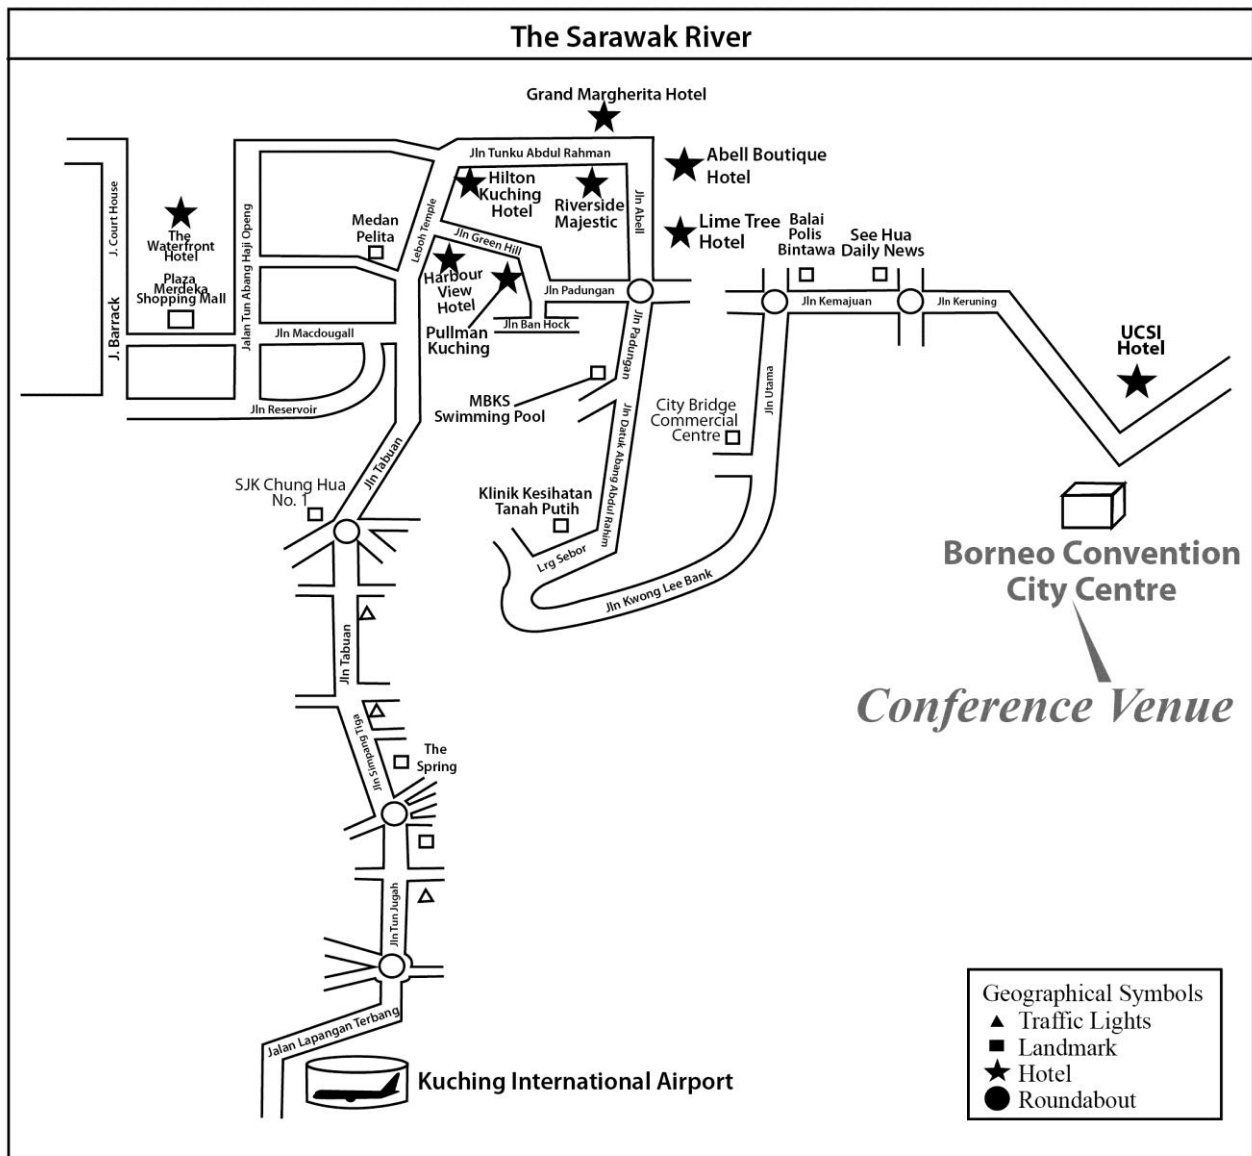 The Sarawak River
Grand Margherita Hotel
Jln Tunku Abdul Rahman
Abell Boutique
Hotel
Hilton
Kuching
Hotel
Riverside
Majestic
Jln Abell
Lime Tree
Hotel
J. Court House
J. Barrack
The
Waterfront
Hotel
Plaza
Merdeka
Shopping Mall
Jalan Tun Abang Haji Openg
Medan
Pelita
Leboh Temple
Jln Green Hill
Harbour
View
Hotel
Pullman
Kuching
Jln Padungan
Jln Ban Hock
Balai
Polis
Bintawa
See Hua
Daily News
Jln Kemajuan
Jln Keruning
UCSI
Hotel
Jln Macdougall
Jln Reservoir
Jln Padungan
MBKS
Swimming Pool
City Bridge
Commercial
Centre
Jln Utama
Jln Tabuan
Jln Datuk Abang Abdul Rahim
SJK Chung Hua
No. 1
Klinik Kesihatan
Tanah Putih
Lrg Sebor
Jln Kwong Lee Bank
Borneo Convention
City Centre
Conference Venue
Jln Tabuan
Jln Simpang Tiga
The
Spring
Jln Tun Jugah
Jalan Lapangan Terbang
Kuching International Airport
Geographical Symbols
Traffic Lights
Landmark
Hotel
Roundabout